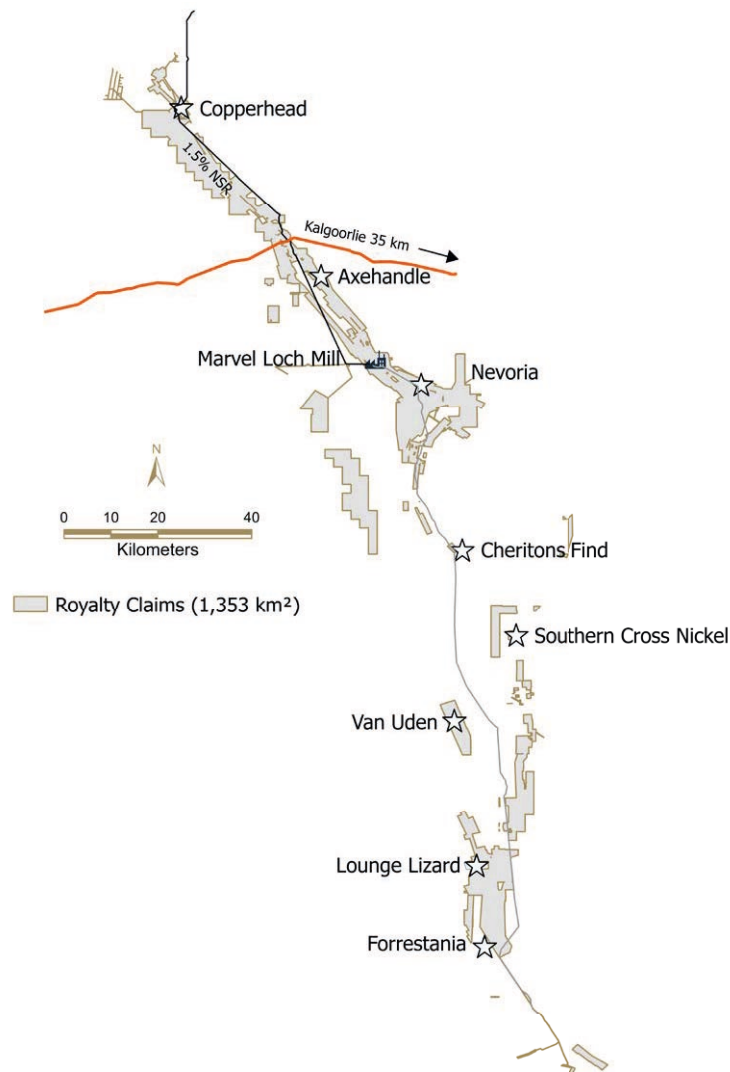 Copperhead
1.5% NSR
Kalgoorlie 35 km
Axehandle
Marvel Loch Mill
Nevoria
N
0 10 20 40
Kilometers
Cheritons Find
Royalty Claims (1,353 km²)
Southern Cross Nickel
Van Uden
Lounge Lizard
Forrestania